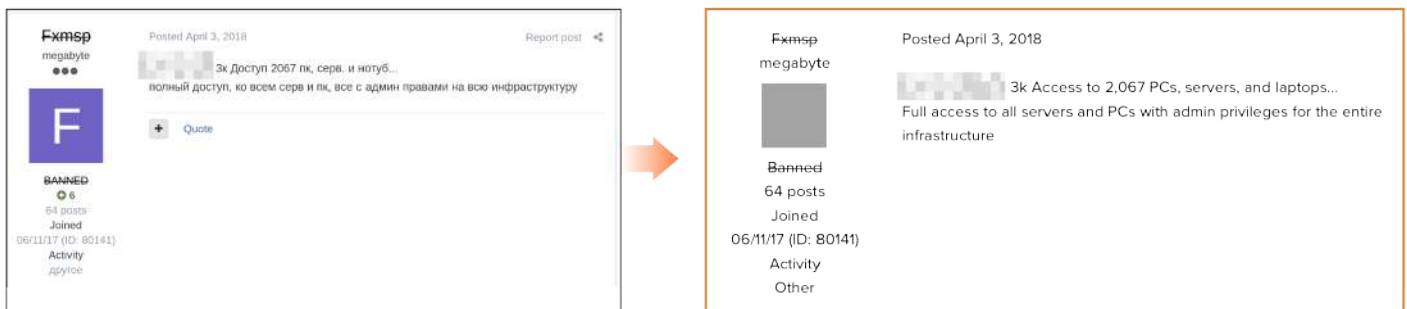 Fxmsp
megabyte
F
BANNED
6
64 posts
Joined
06/11/17 (ID: 80141)
Activity
другое
Posted April 3, 2018
Report post
3к Доступ 2067 пк, серв. и нотуб...
полный доступ, ко всем серв и пк, все с админ правами на всю инфраструктуру
+ Quote
Fxmsp
megabyte
Banned
64 posts
Joined
06/11/17 (ID: 80141)
Activity
Other
Posted April 3, 2018
3k Access to 2,067 PCs, servers, and laptops...
Full access to all servers and PCs with admin privileges for the entire
infrastructure